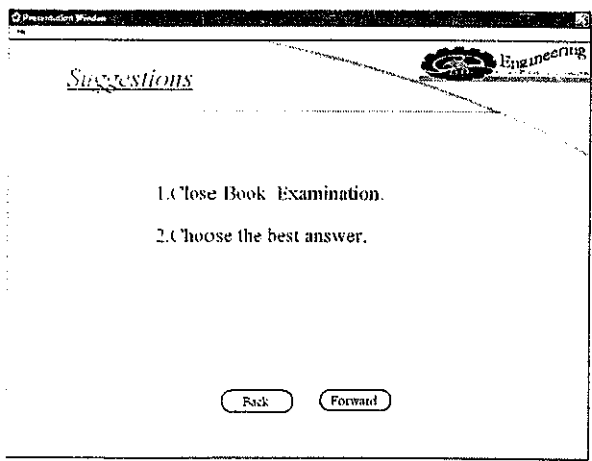 Presentation Window
Engineering
Suggestions
1.Close Book Examination.
2.Choose the best answer.
Back Forward